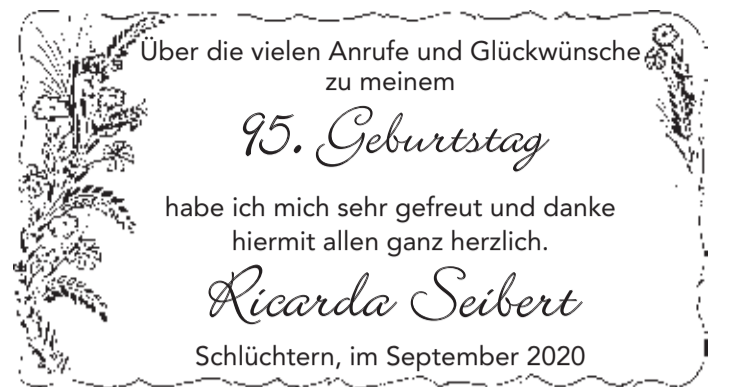 Über die vielen Anrufe und Glückwünsche
zu meinem
95. Geburtstag
habe ich mich sehr gefreut und danke
hiermit allen ganz herzlich.
Ricarda Seibert
Schlüchtern, im September 2020